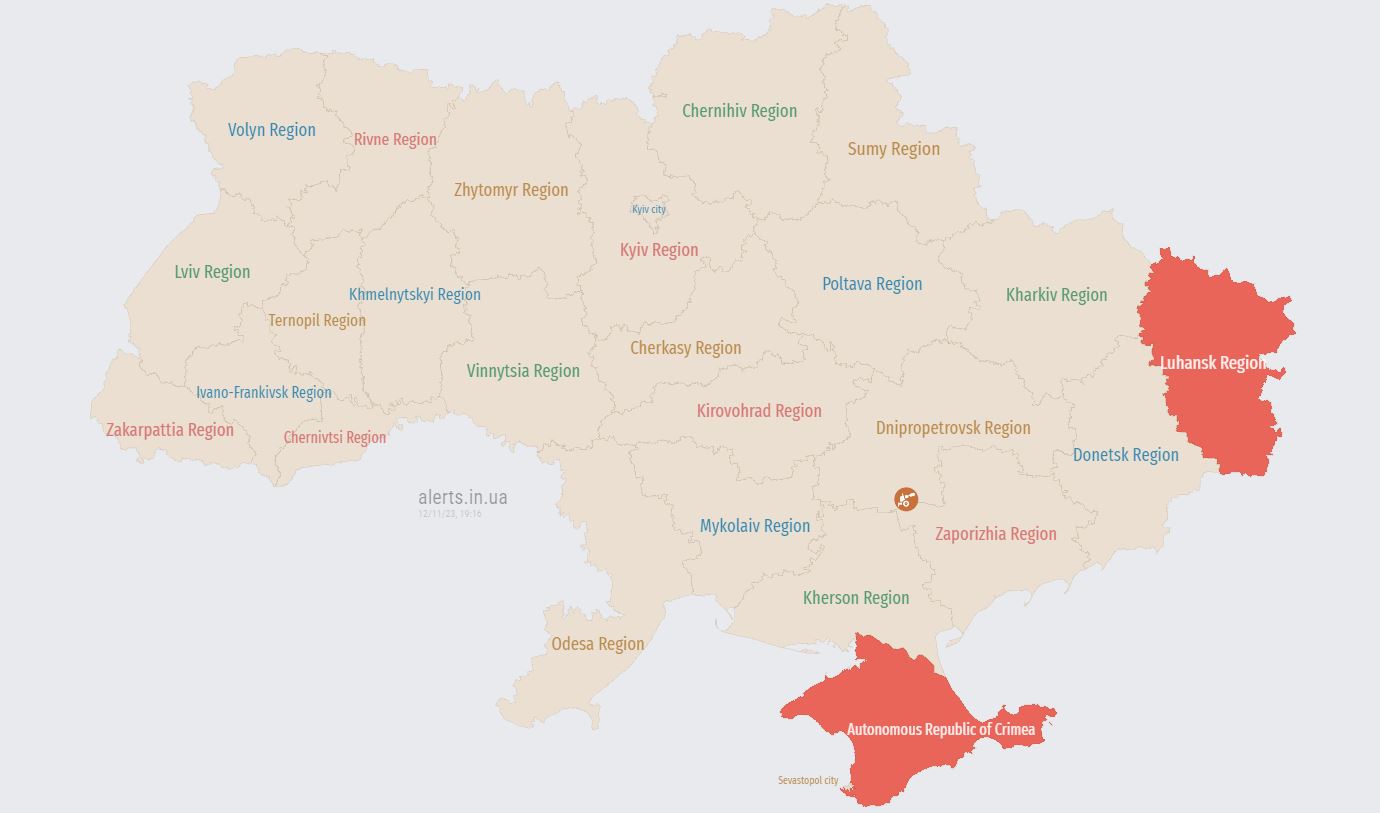 Chernihiv Region
Volyn Region
Rivne Region
Sumy Region
Zhytomyr Region
Kyiv city
Kyiv Region
Lviv Region
Poltava Region
Khmelnytskyi Region
Kharkiv Region
Ternopil Region
Cherkasy Region
Luhansk Region
Vinnytsia Region
Ivano-Frankivsk Region
Kirovohrad Region
Zakarpattia Region
Chernivtsi Region
Dnipropetrovsk Region
Donetsk Region
alerts.in.ua
12/11/23, 19:16
Mykolaiv Region
Zaporizhia Region
Kherson Region
Odesa Region
Autonomous Republic of Crimea
Sevastopol city